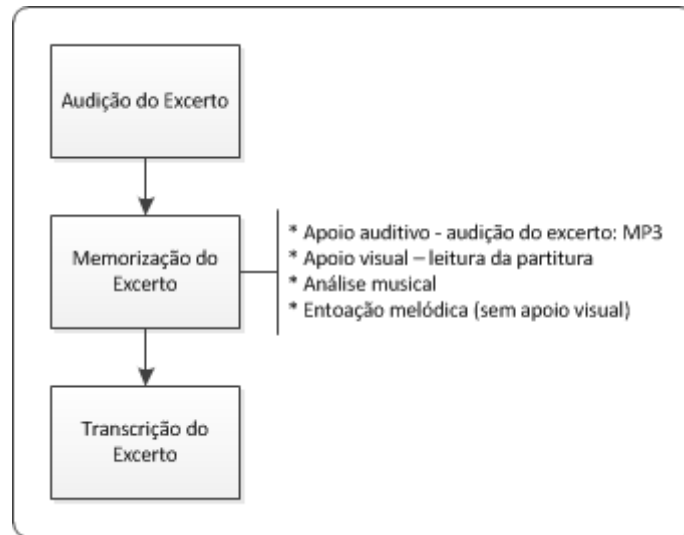 Audição do Excerto
Memorização do
Excerto
* Apoio auditivo - audição do excerto: MP3
* Apoio visual – leitura da partitura
* Análise musical
* Entoação melódica (sem apoio visual)
Transcrição do
Excerto